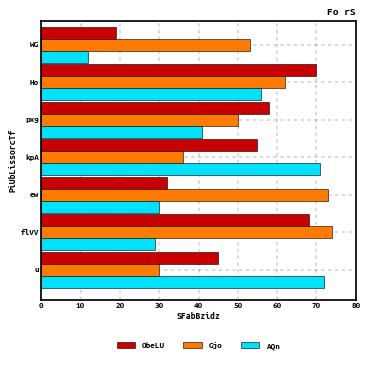 Fo rS
WG
Ho
pxg
kpA
ew
flVV
u
PiUbLissorcTf
0 10 20 30 40 50 60 70 80
SFabBzidz
ObeLU Gjo AQn